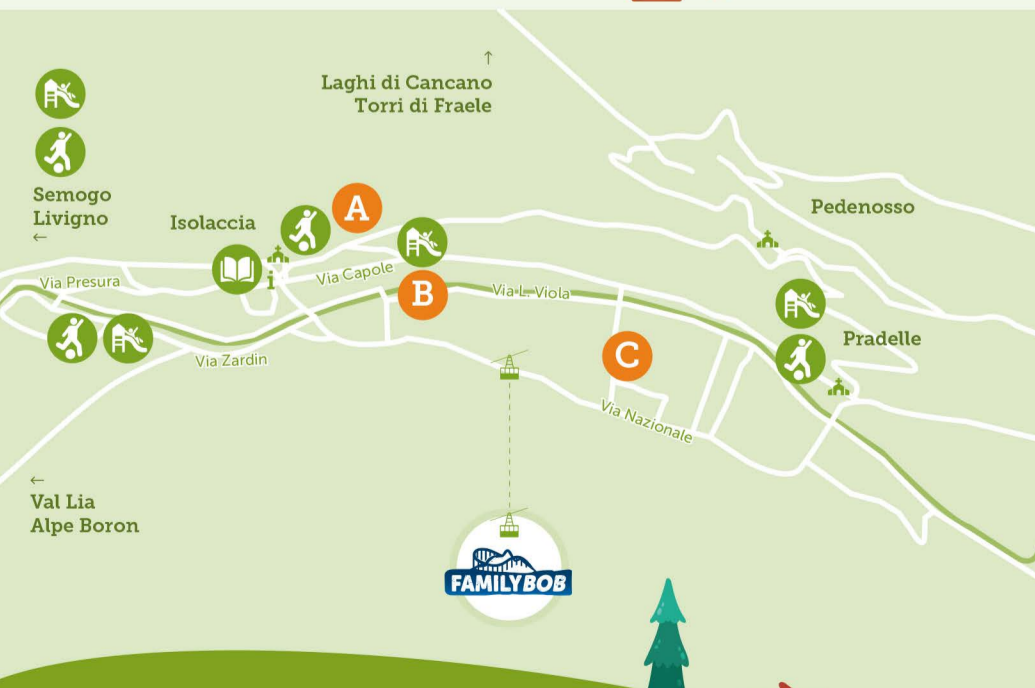 Laghi di Cancano
Torri di Fraele
Semogo
Livigno
Isolaccia
A
Pedenosso
i
Via Capole
Via Presura
B
Via L. Viola
Pradelle
C
Via Zardin
Via Nazionale
Val Lia
Alpe Boron
FAMILYBOB